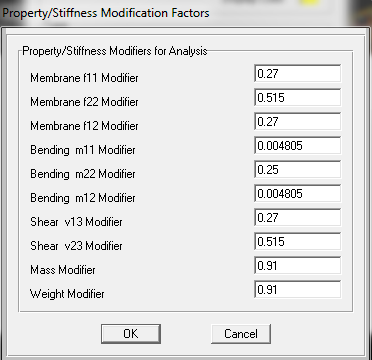 Property/Stiffness Modification Factors
Property/Stiffness Modifiers for Analysis
Membrane f11 Modifier 0.27
Membrane f22 Modifier 0.515
Membrane f12 Modifier 0.27
Bending m11 Modifier 0.004805
Bending m22 Modifier 0.25
Bending m12 Modifier 0.004805
Shear v13 Modifier 0.27
Shear v23 Modifier 0.515
Mass Modifier 0.91
Weight Modifier 0.91
OK Cancel